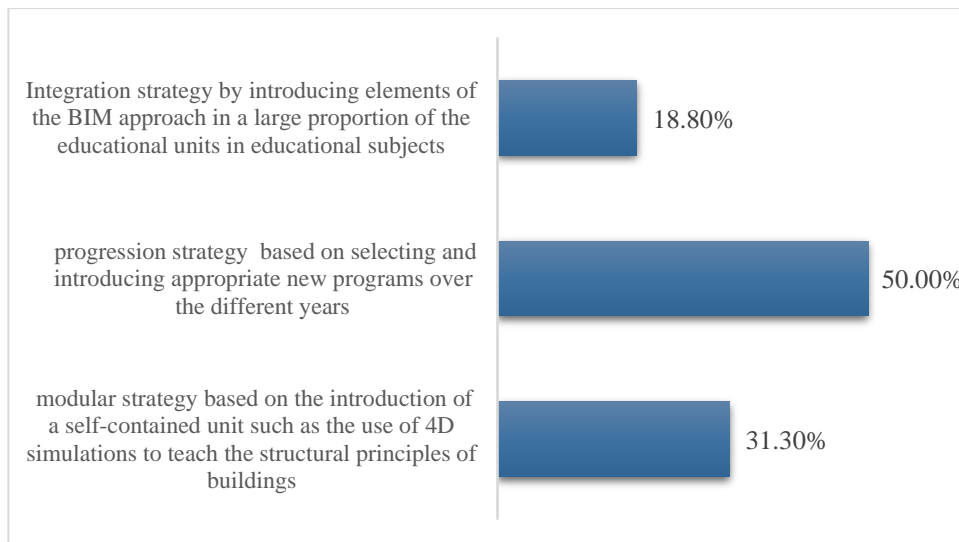 Integration strategy by introducing elements of
the BIM approach in a large proportion of the
educational units in educational subjects
18.80%
progression strategy  based on selecting and
introducing appropriate new programs over
the different years
50.00%
modular strategy based on the introduction of
a self-contained unit such as the use of 4D
simulations to teach the structural principles of
buildings
31.30%